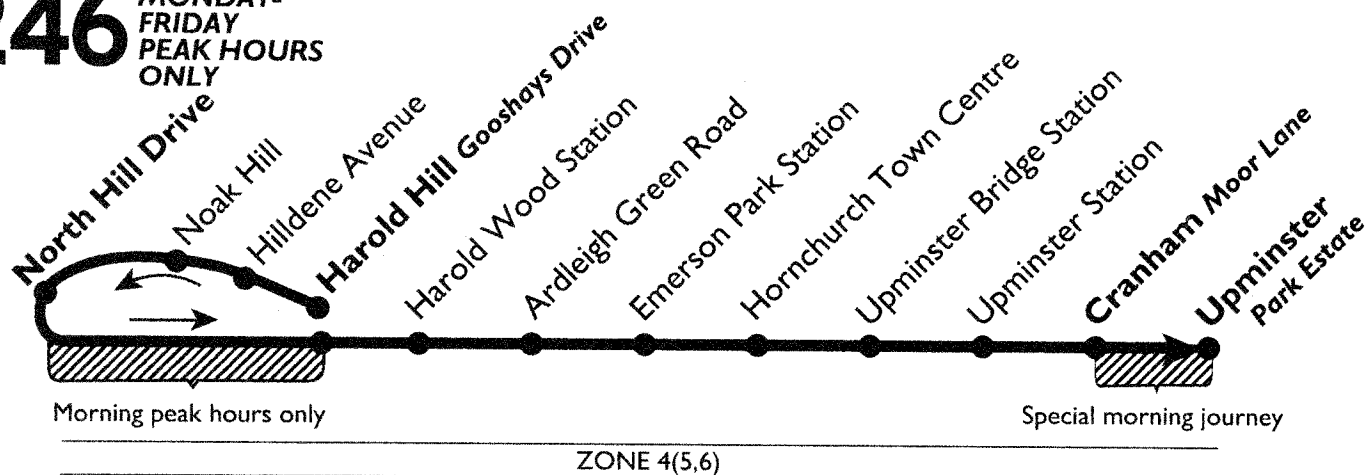 246
MONDAY-
FRIDAY
PEAK HOURS
ONLY
North Hill Drive
Noak Hill
Hilldene Avenue
Harold Hill Gooshays Drive
Harold Wood Station
Ardleigh Green Road
Emerson Park Station
Hornchurch Town Centre
Upminster Bridge Station
Upminster Station
Cranham Moor Lane
Upminster
Park Estate
Morning peak hours only
Special morning journey
ZONE 4(5,6)